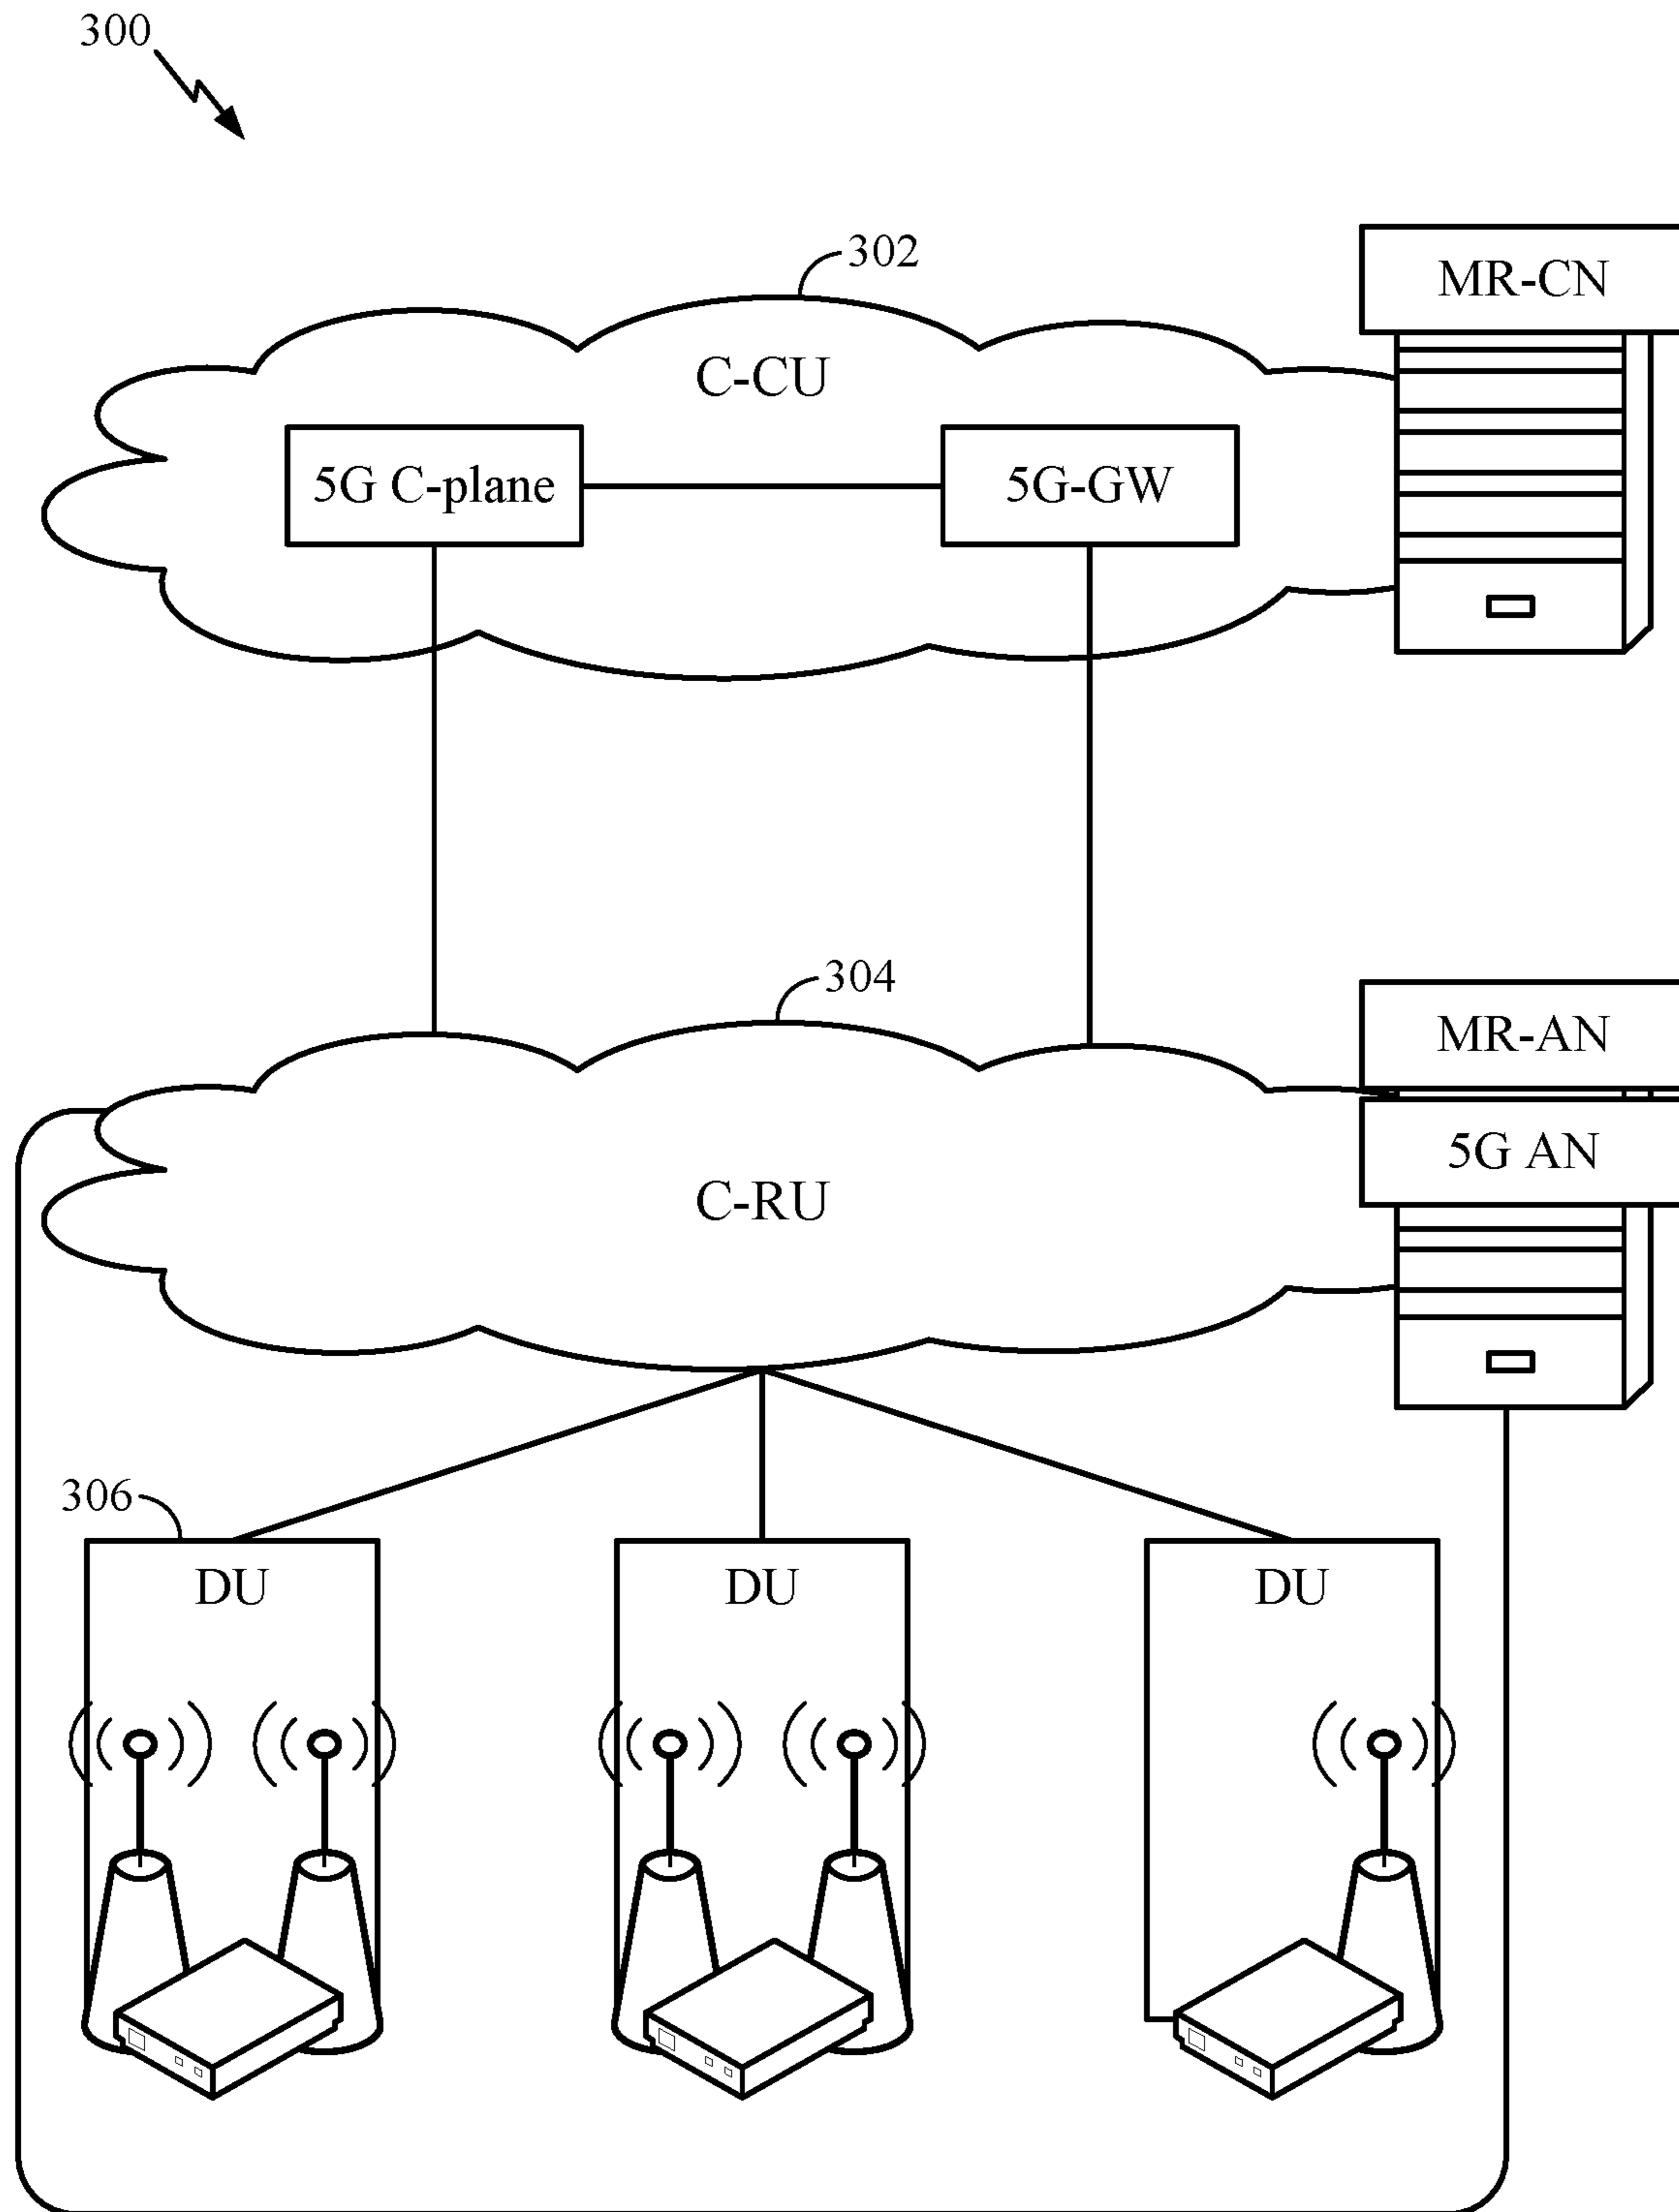 300
302
MR-CN
C-CU
5G C-plane
5G-GW
304
MR-AN
5G AN
C-RU
306
DU
DU
DU